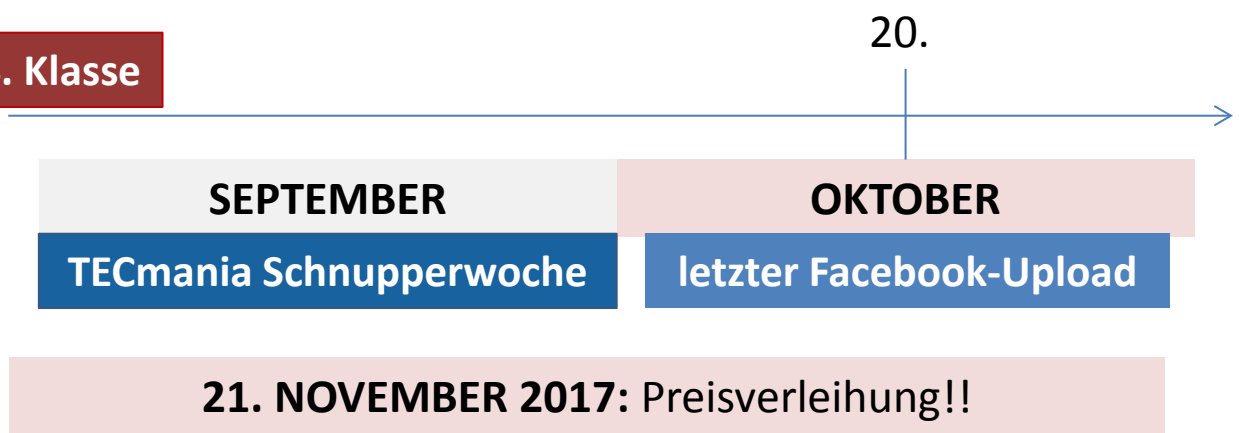 20.
. Klasse
SEPTEMBER OKTOBER
TECmania Schnupperwoche letzter Facebook-Upload
21. NOVEMBER 2017: Preisverleihung!!